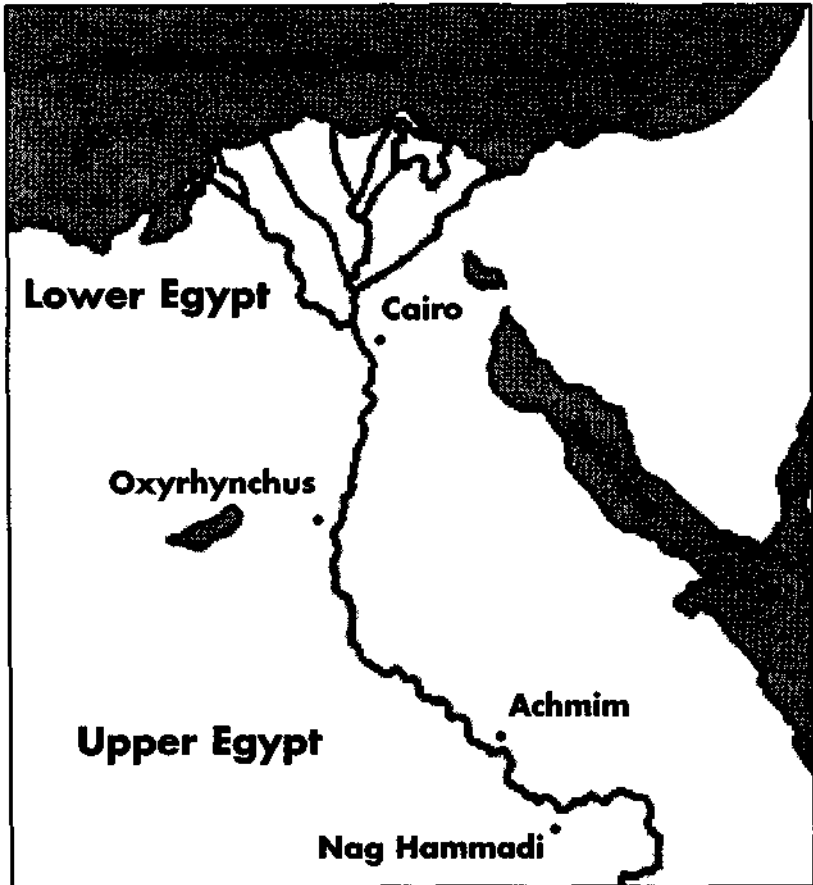 Lower Egypt
Cairo
Oxyrhynchus
Achmim
Upper Egypt
Nag Hammadi